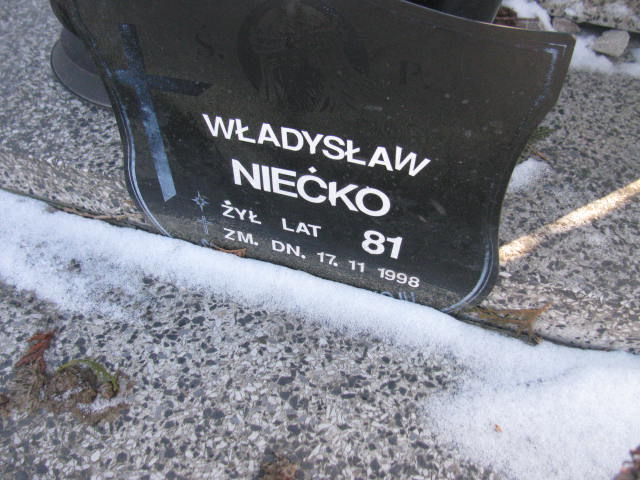 Ś. P.
WŁADYSŁAW
NIEĆKO
ŻYŁ LAT 81
ZM. DN. 17. 11 1998